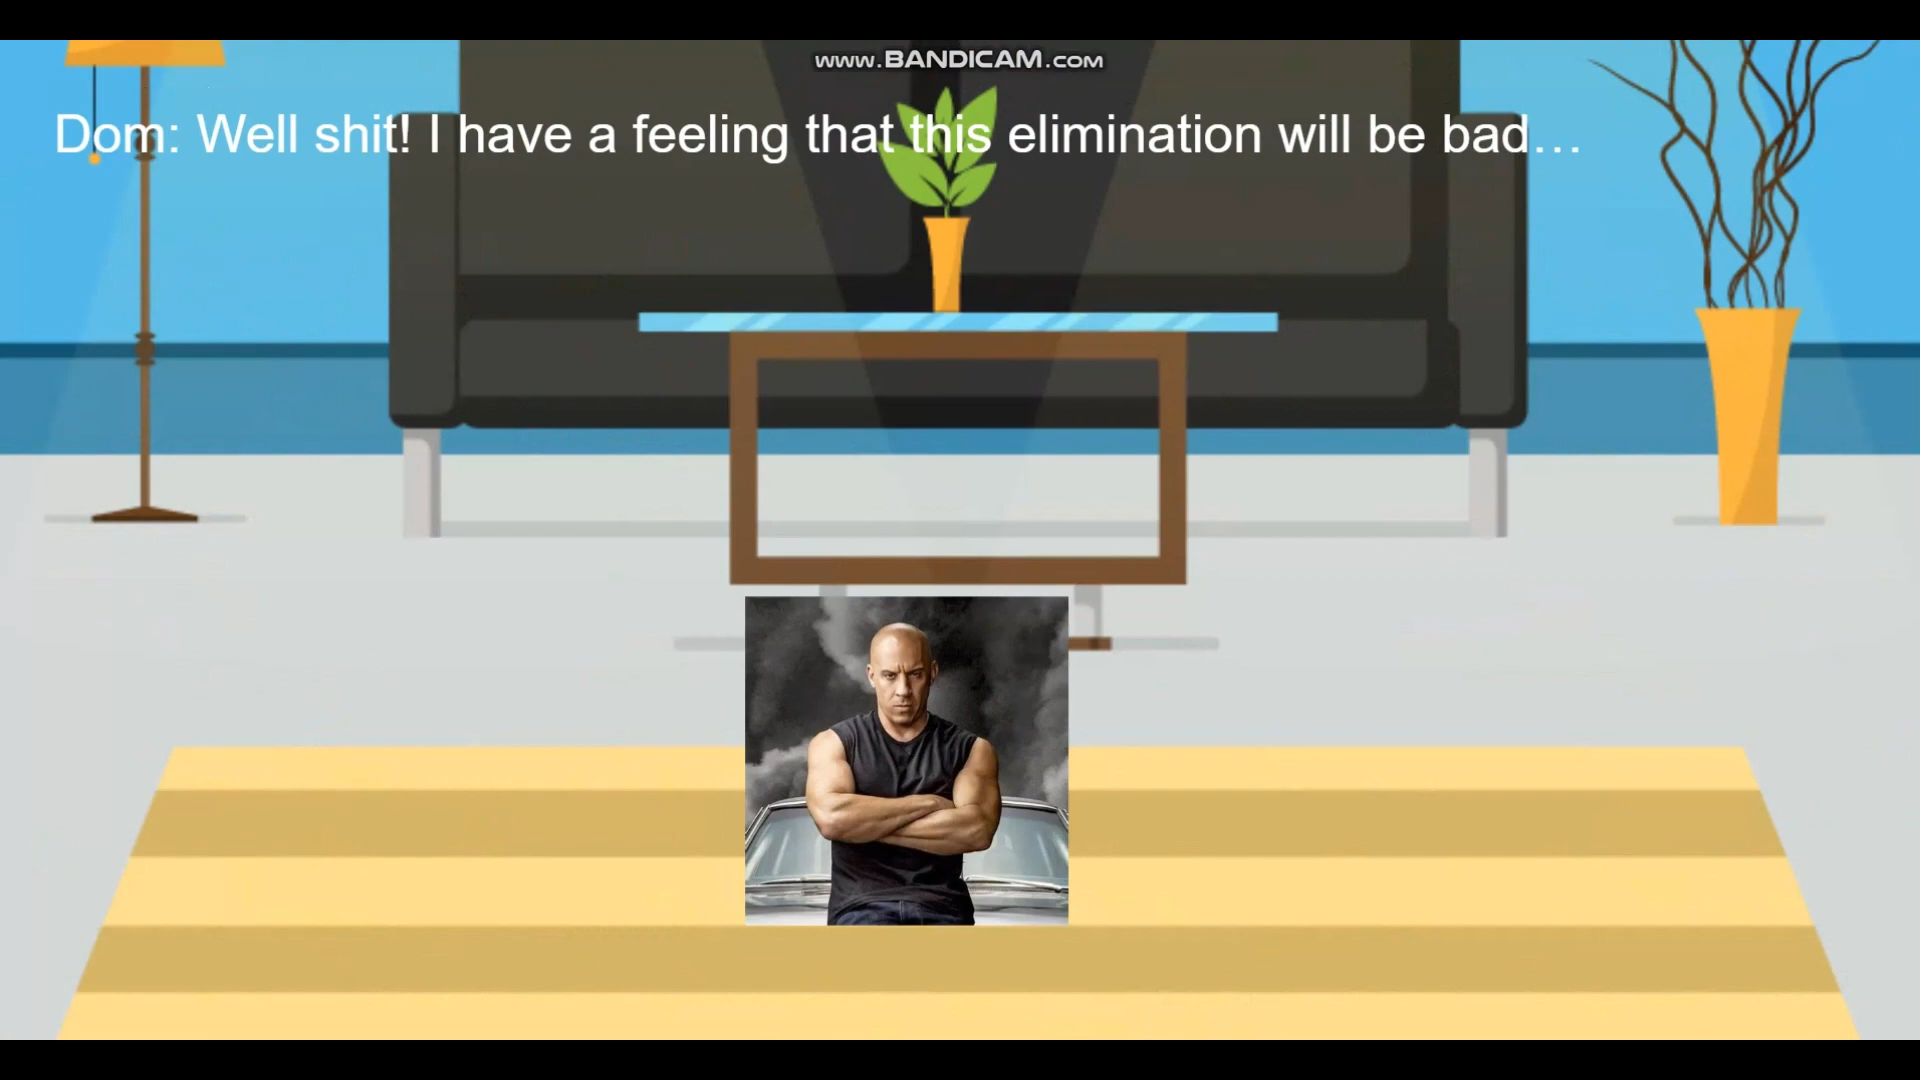 www.BANDICAM.com
Dom: Well shit! I have a feeling that this elimination will be bad…